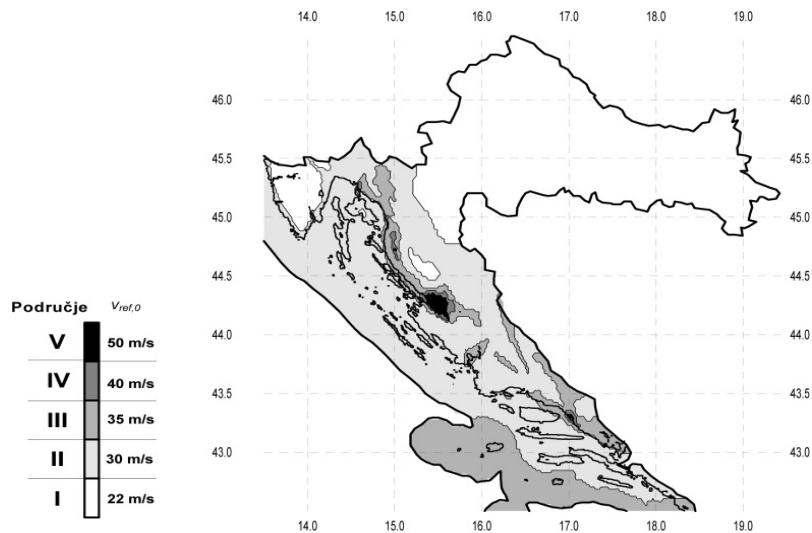 14.0 15.0 16.0 17.0 18.0 19.0
46.0 46.0
45.5 45.5
45.0 45.0
44.5 44.5
44.0 44.0
43.5 43.5
43.0 43.0
14.0 15.0 16.0 17.0 18.0 19.0
Područje Vref,0
V 50 m/s
IV 40 m/s
III 35 m/s
II 30 m/s
I 22 m/s